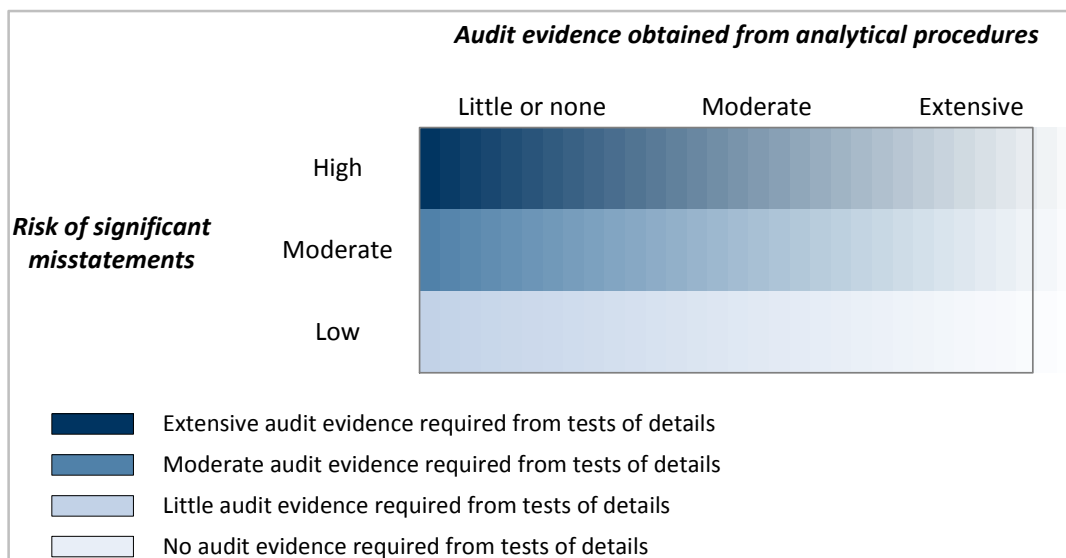 Audit evidence obtained from analytical procedures
Little or none Moderate Extensive
High
Risk of significant
misstatements
Moderate
Low
Extensive audit evidence required from tests of details
Moderate audit evidence required from tests of details
Little audit evidence required from tests of details
No audit evidence required from tests of details